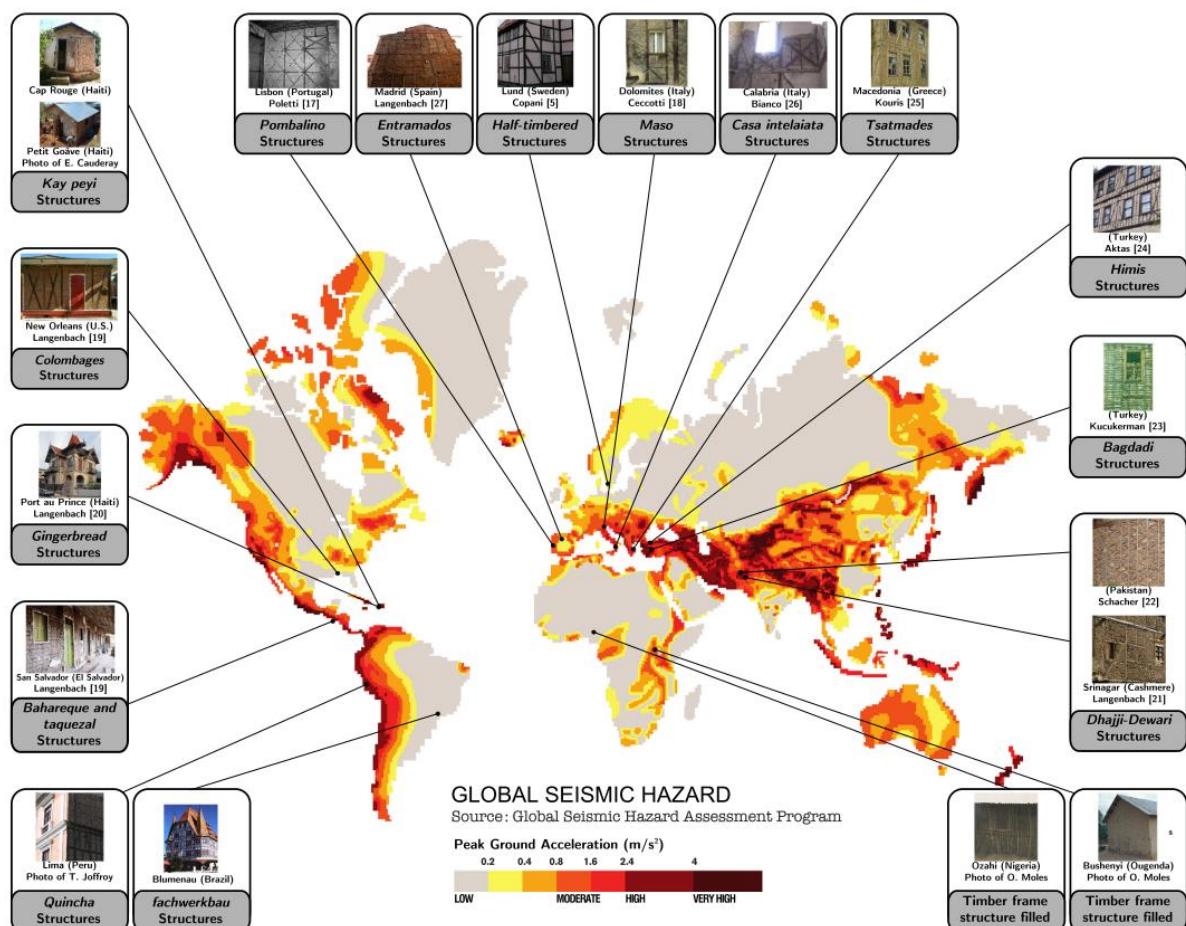 Cap Rouge (Haiti)
Petit Goâve (Haiti)
Photo of E. Cauderay
Kay peyi
Structures
Lisbon (Portugal)
Poletti [17]
Pombalino
Structures
Madrid (Spain)
Langenbach [27]
Entramados
Structures
Lund (Sweden)
Copani [5]
Half-timbered
Structures
Dolomites (Italy)
Ceccotti [18]
Maso
Structures
Calabria (Italy)
Bianco [26]
Casa intelaiata
Structures
Macedonia (Greece)
Kouris [25]
Tsatmades
Structures
(Turkey)
Aktas [24]
Himis
Structures
New Orleans (U.S.)
Langenbach [19]
Colombages
Structures
(Turkey)
Kucukerman [23]
Bagdadi
Structures
Port au Prince (Haiti)
Langenbach [20]
Gingerbread
Structures
(Pakistan)
Schacher [22]
Srinagar (Cashmere)
Langenbach [21]
Dhajji-Dewari
Structures
San Salvador (El Salvador)
Langenbach [19]
Bahareque and
taquezal
Structures
Lima (Peru)
Photo of T. Joffroy
Quincha
Structures
Blumenau (Brazil)
fachwerkbau
Structures
GLOBAL SEISMIC HAZARD
Source: Global Seismic Hazard Assessment Program
Peak Ground Acceleration (m/s²)
0.2 0.4 0.8 1.6 2.4 4
LOW MODERATE HIGH VERY HIGH
Ozahi (Nigeria)
Photo of O. Moles
Timber frame
structure filled
s
Bushenyi (Ougenda)
Photo of O. Moles
Timber frame
structure filled